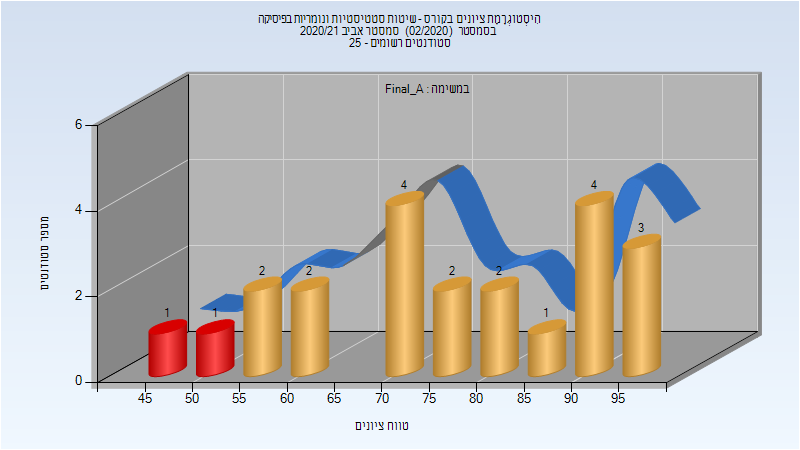 היסטוגרמת ציונים בקורס - שיטות סטטיסטיות ונומריות בפיסיקה
בסמסטר (02/2020) סמסטר אביב 2020/21
סטודנטים רשומים - 25
במשימה : Final_A
מספר סטודנטים
6
4
2
0
1 1 2 2 4 2 2 1 4 3
45 50 55 60 65 70 75 80 85 90 95
טווח ציונים